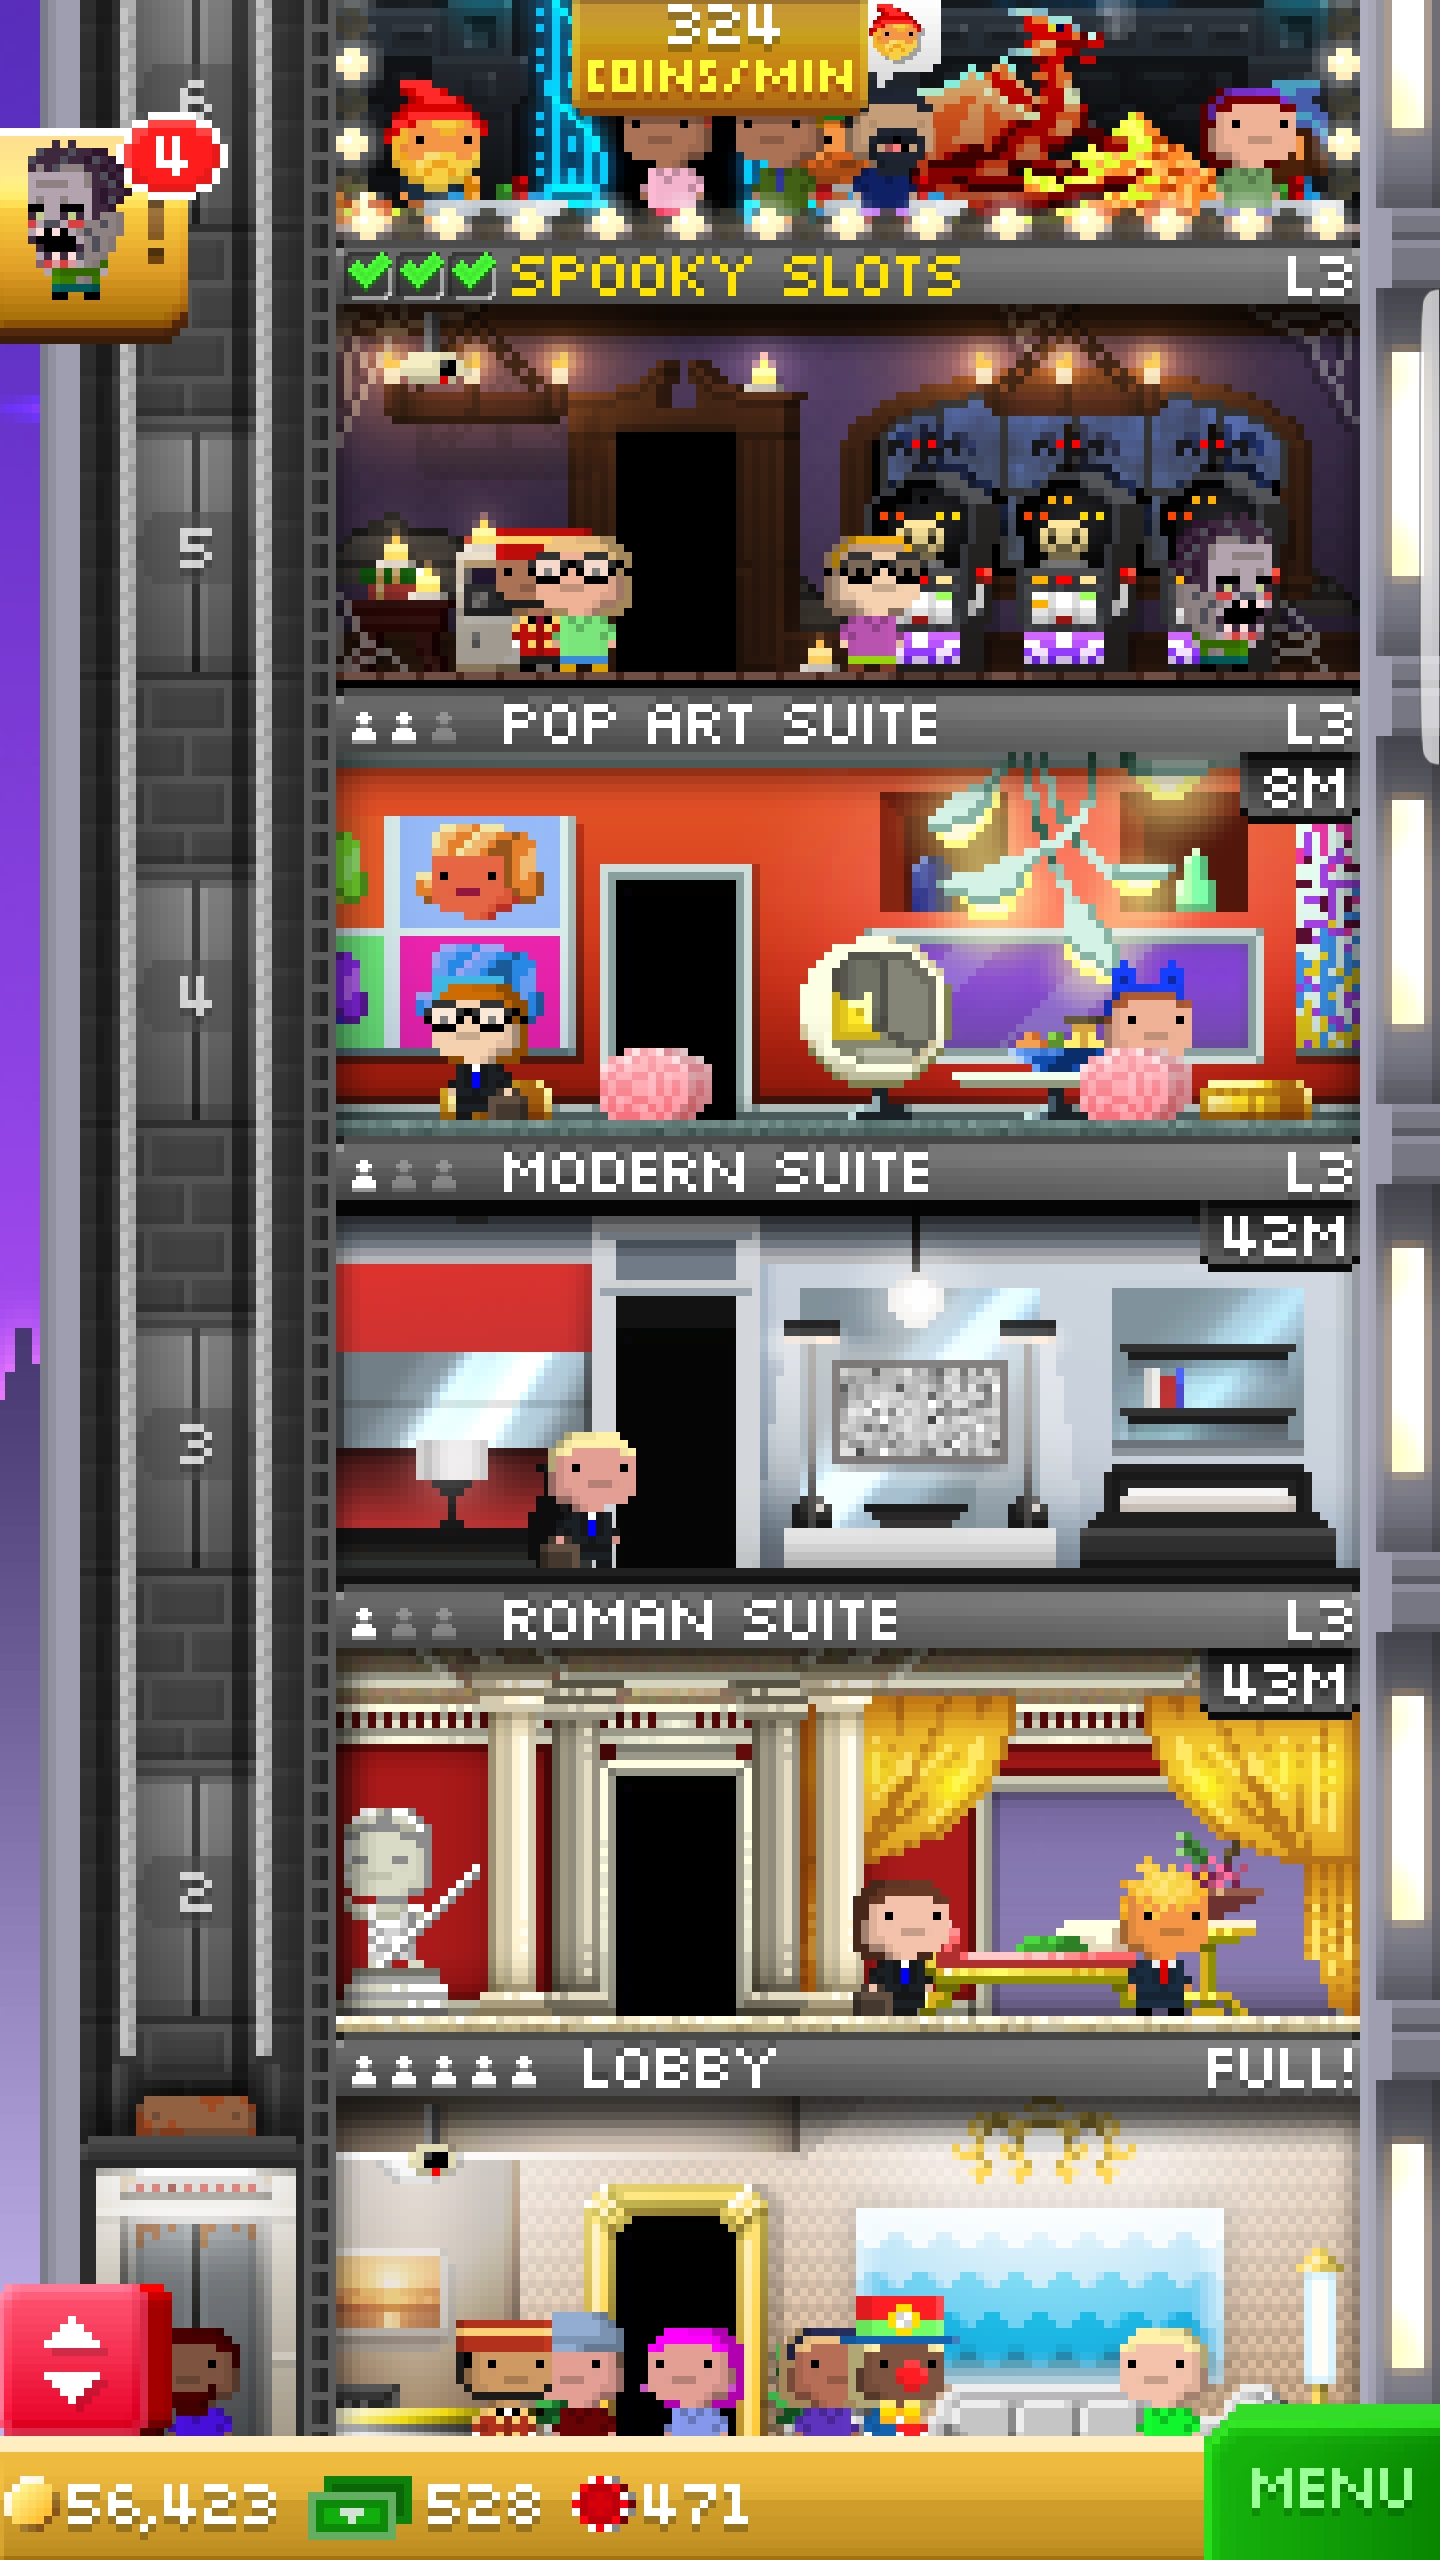 324
COINS/MIN
6
4
!
SPOOKY SLOTS L3
5
POP ART SUITE L3
8M
4
MODERN SUITE L3
42M
3
ROMAN SUITE L3
43M
2
LOBBY FULL!
56,423 528 471
MENU